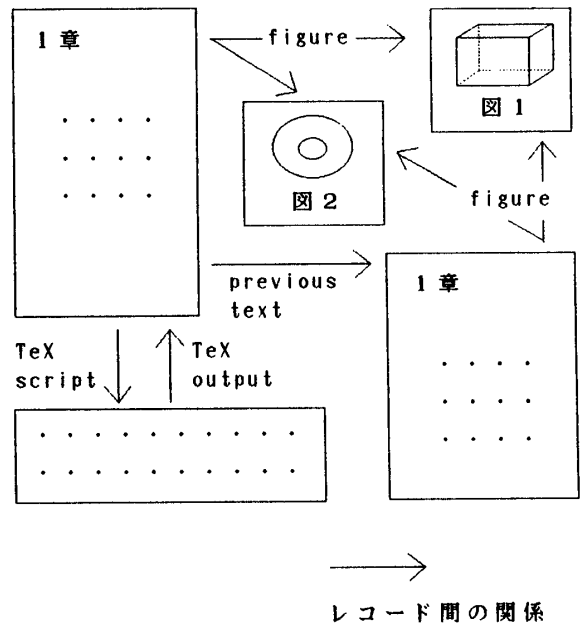 1 章
figure
図 1
図 2
figure
previous
text
1 章
TeX
script
TeX
output
レコード間の関係